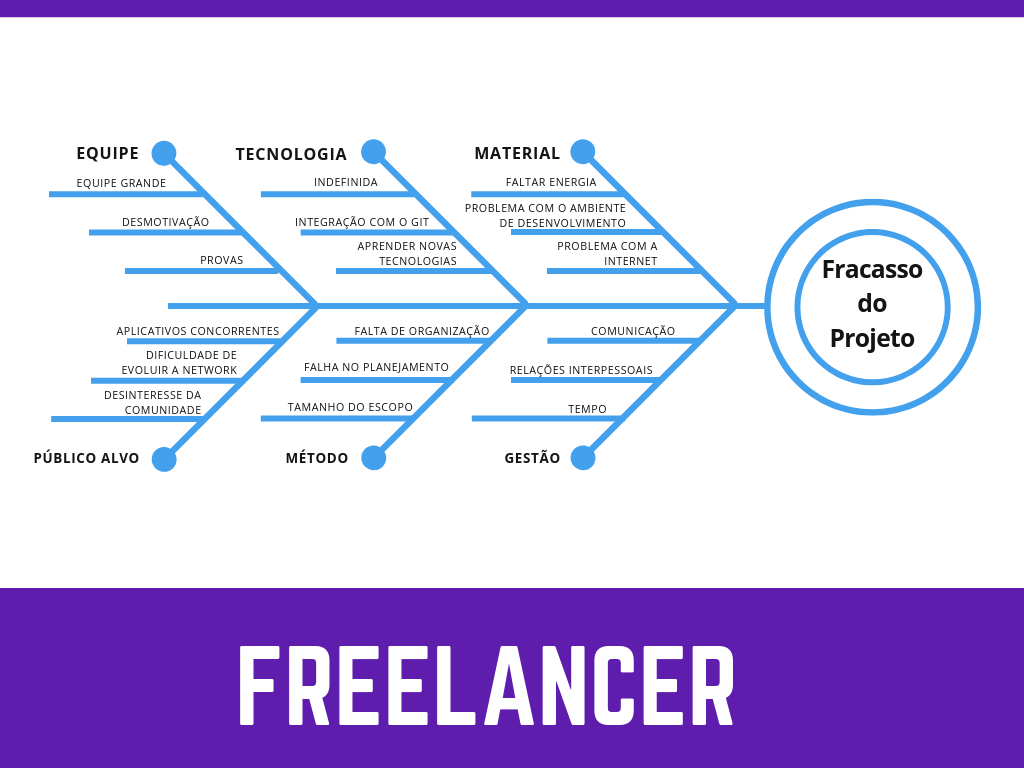 EQUIPE
EQUIPE GRANDE
DESMOTIVAÇÃO
PROVAS
TECNOLOGIA
INDEFINIDA
INTEGRAÇÃO COM O GIT
APRENDER NOVAS
TECNOLOGIAS
MATERIAL
FALTAR ENERGIA
PROBLEMA COM O AMBIENTE
DE DESENVOLVIMENTO
PROBLEMA COM A
INTERNET
Fracasso
do
Projeto
APLICATIVOS CONCORRENTES
DIFICULDADE DE
EVOLUIR A NETWORK
DESINTERESSE DA
COMUNIDADE
PÚBLICO ALVO
FALTA DE ORGANIZAÇÃO
FALHA NO PLANEJAMENTO
TAMANHO DO ESCOPO
MÉTODO
COMUNICAÇÃO
RELAÇÕES INTERPESSOAIS
TEMPO
GESTÃO
FREELANCER